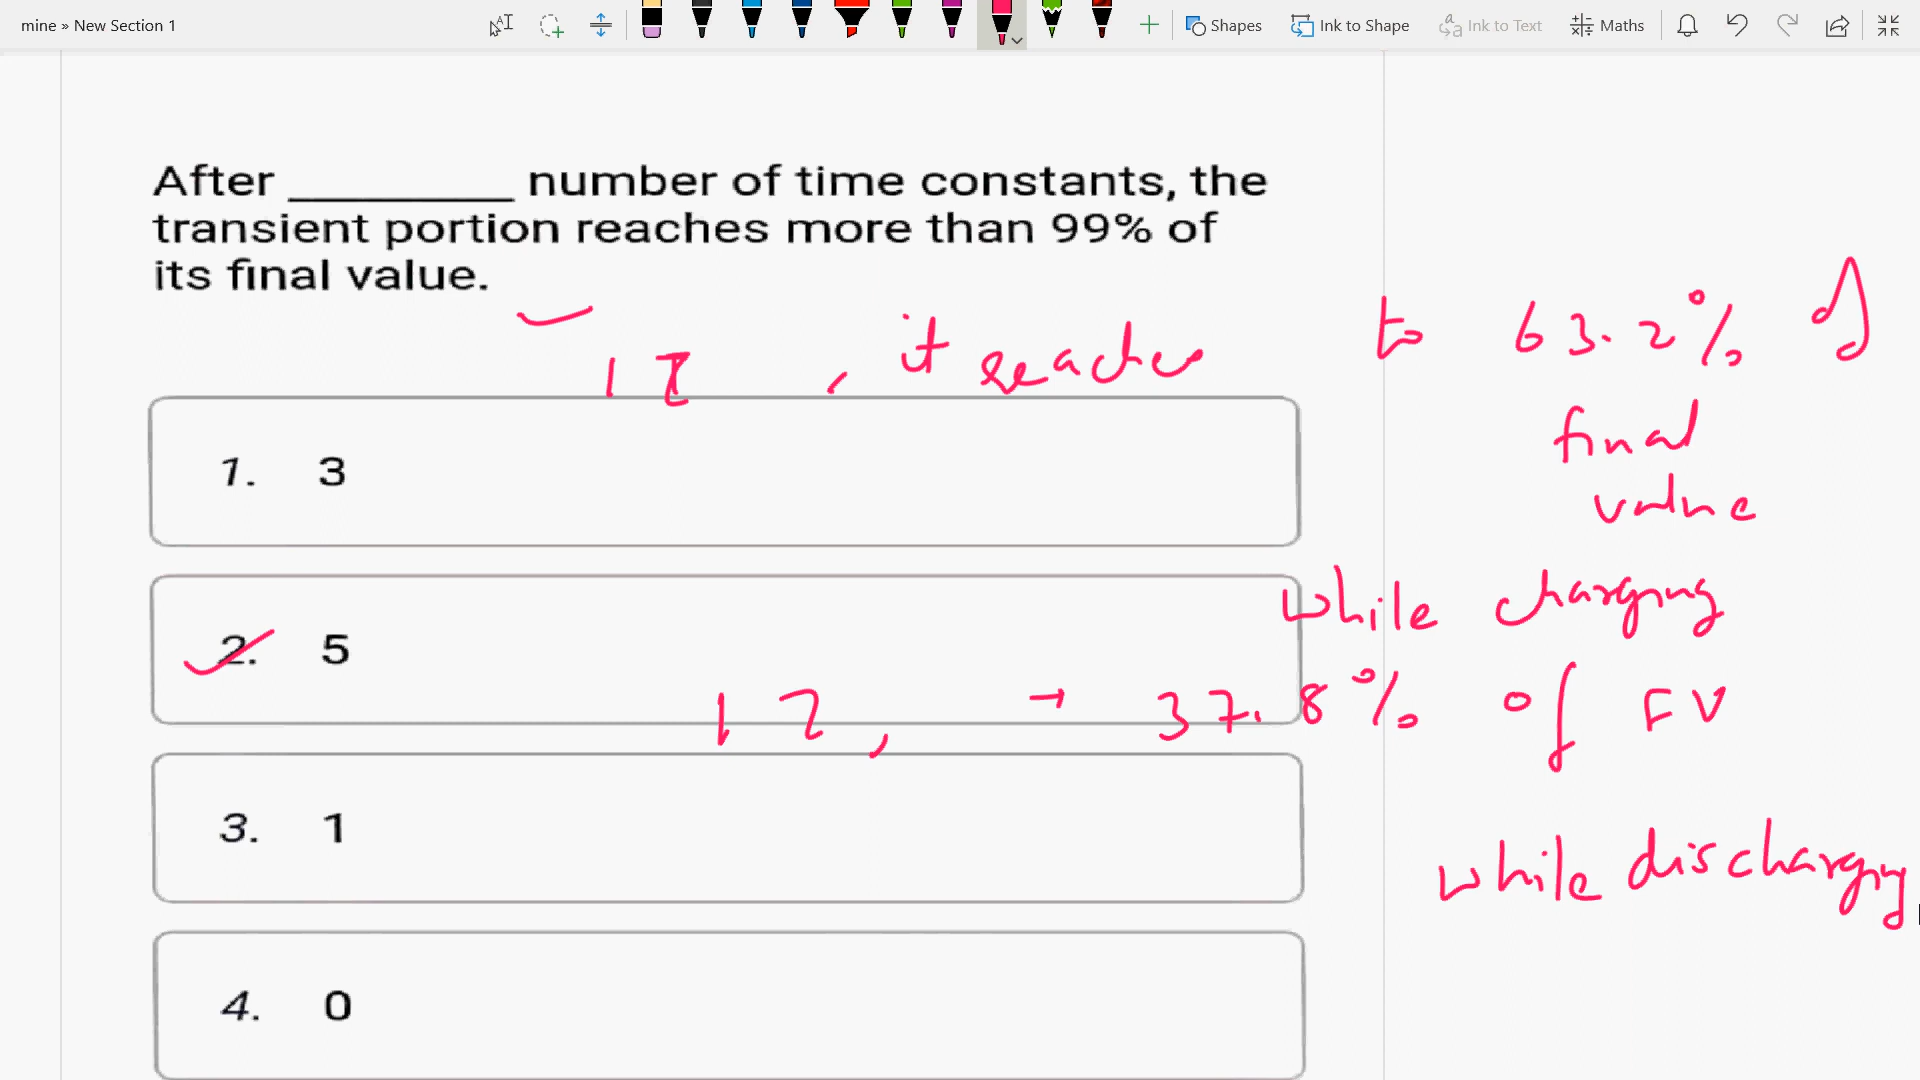 mine » New Section 1
Shapes
Ink to Shape
Ink to Text
Maths
After _________ number of time constants, the
transient portion reaches more than 99% of
its final value.
1 τ , it reaches to 63.2% of
final
value
1. 3
while charging
2. 5
1 τ, → 37.8% of FV
3. 1
while discharging
4. 0